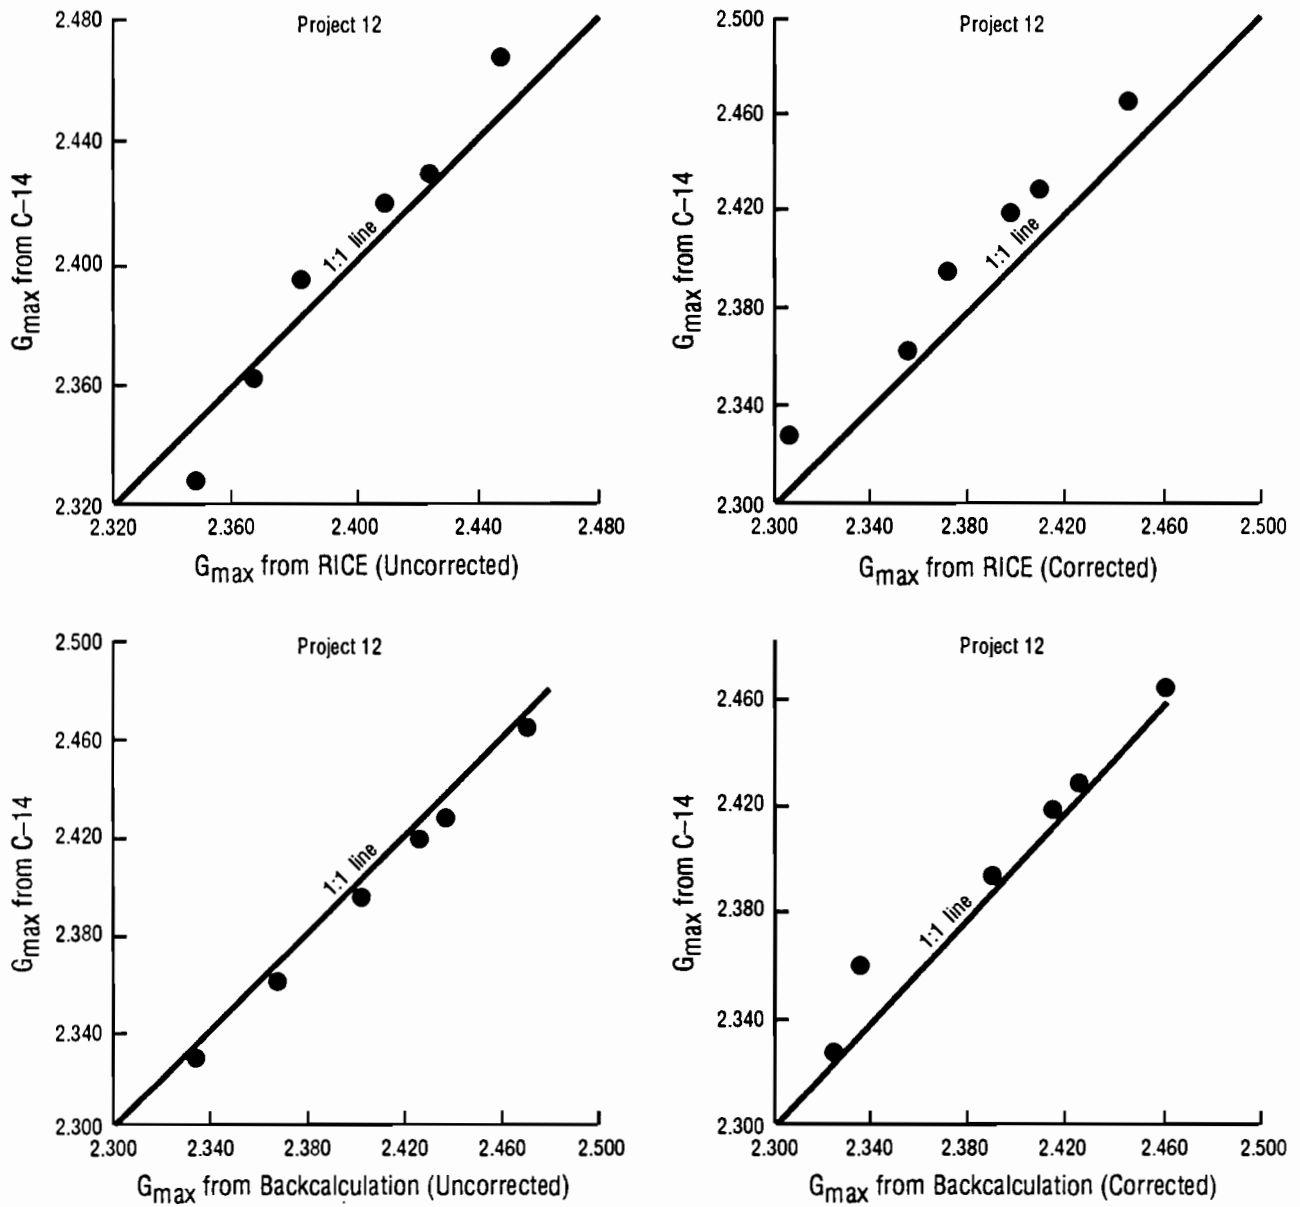 Project 12
2.480
2.440
2.400
2.360
2.320
Gmax from C-14
1:1 line
2.320 2.360 2.400 2.440 2.480
Gmax from RICE (Uncorrected)
Project 12
2.500
2.460
2.420
2.380
2.340
2.300
Gmax from C-14
1:1 line
2.300 2.340 2.380 2.420 2.460 2.500
Gmax from RICE (Corrected)
Project 12
2.500
2.460
2.420
2.380
2.340
2.300
Gmax from C-14
1:1 line
2.300 2.340 2.380 2.420 2.460 2.500
Gmax from Backcalculation (Uncorrected)
Project 12
2.460
2.420
2.380
2.340
2.300
Gmax from C-14
1:1 line
2.300 2.340 2.380 2.420 2.460 2.500
Gmax from Backcalculation (Corrected)